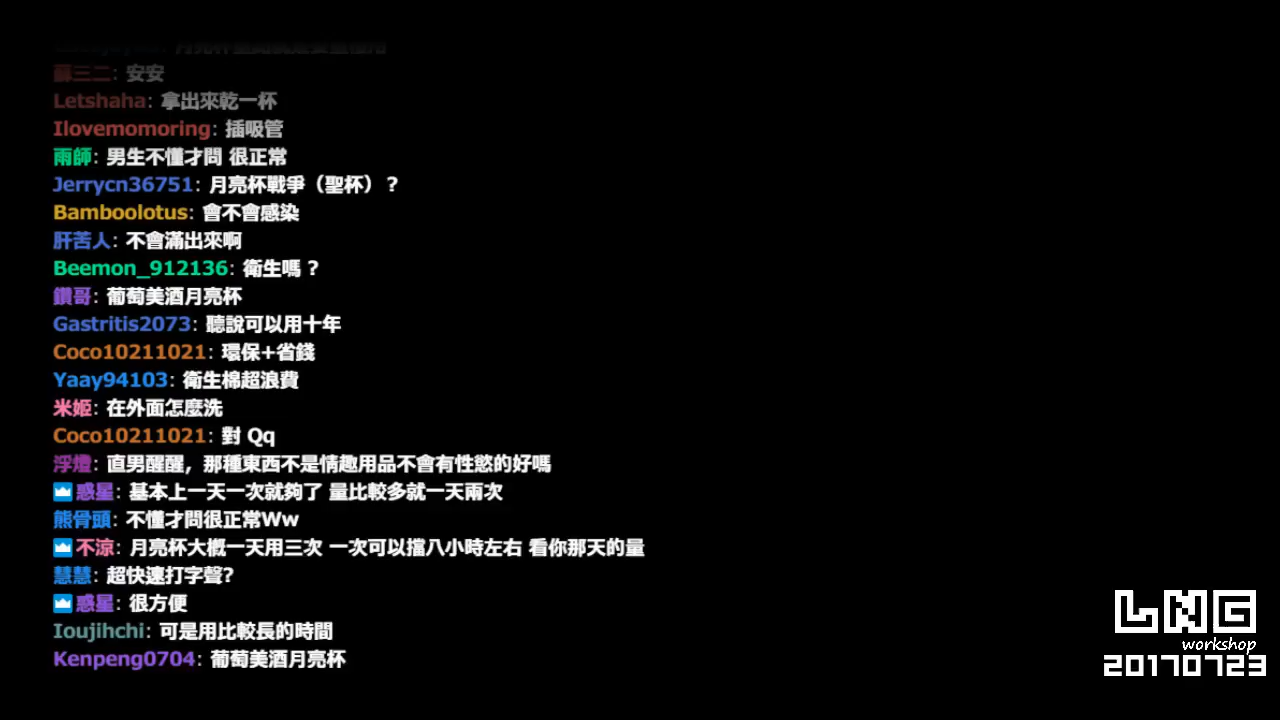 蘇三二: 安安
Letshaha: 拿出來乾一杯
Ilovemomoring: 插吸管
雨師: 男生不懂才問 很正常
Jerrycn36751: 月亮杯戰爭（聖杯）？
Bamboolotus: 會不會感染
肝苦人: 不會滿出來啊
Beemon_912136: 衛生嗎？
鑽哥: 葡萄美酒月亮杯
Gastritis2073: 聽說可以用十年
Coco10211021: 環保+省錢
Yaay94103: 衛生棉超浪費
米姬: 在外面怎麼洗
Coco10211021: 對 Qq
浮燈: 直男醒醒，那種東西不是情趣用品不會有性慾的好嗎
惑星: 基本上一天一次就夠了 量比較多就一天兩次
熊骨頭: 不懂才問很正常Ww
不涼: 月亮杯大概一天用三次 一次可以擋八小時左右 看你那天的量
慧慧: 超快速打字聲?
惑星: 很方便
Ioujihchi: 可是用比較長的時間
Kenpeng0704: 葡萄美酒月亮杯
LNG
workshop
20170723